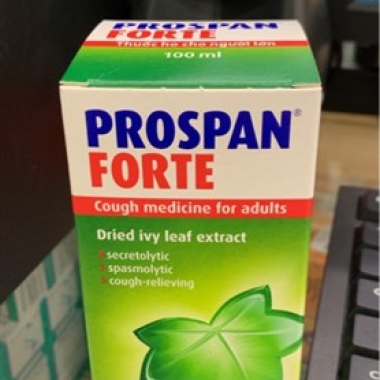 PROSPAN
FORTE
Thuốc ho cho người lớn
100 ml
PROSPAN®
FORTE
Cough medicine for adults
Dried ivy leaf extract
secretolytic
spasmolytic
cough-relieving